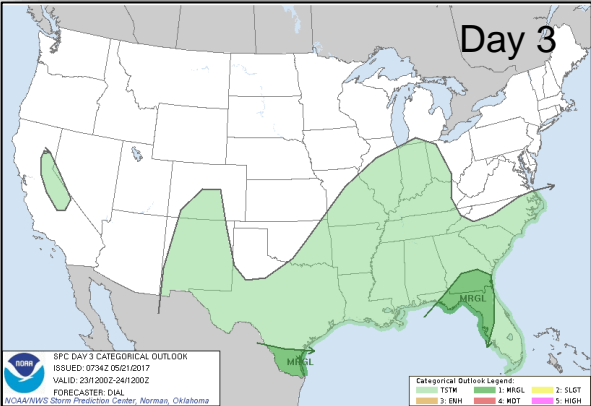 Day 3
MRGL
MRGL
NOAA
SPC DAY 3 CATEGORICAL OUTLOOK
ISSUED: 0734Z 05/21/2017
VALID: 23/1200Z-24/1200Z
FORECASTER: DIAL
NOAA/NWS Storm Prediction Center, Norman, Oklahoma
Categorical Outlook Legend:
TSTM 1: MRGL 2: SLGT
3: ENH 4: MDT 5: HIGH